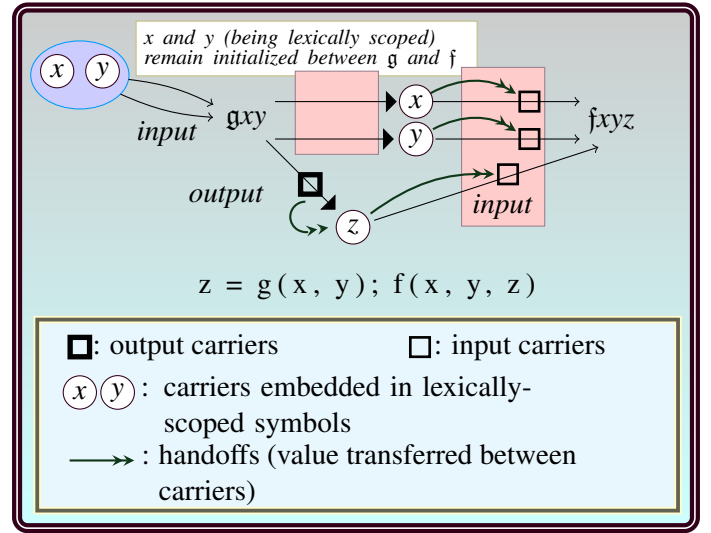 x and y (being lexically scoped)
remain initialized between 𝔤 and 𝔣
x y
input
𝔤xy
x
y
𝔣xyz
output
z
input
z = g(x, y); f(x, y, z)
: output carriers
: input carriers
x y : carriers embedded in lexically-
scoped symbols
: handoffs (value transferred between
carriers)